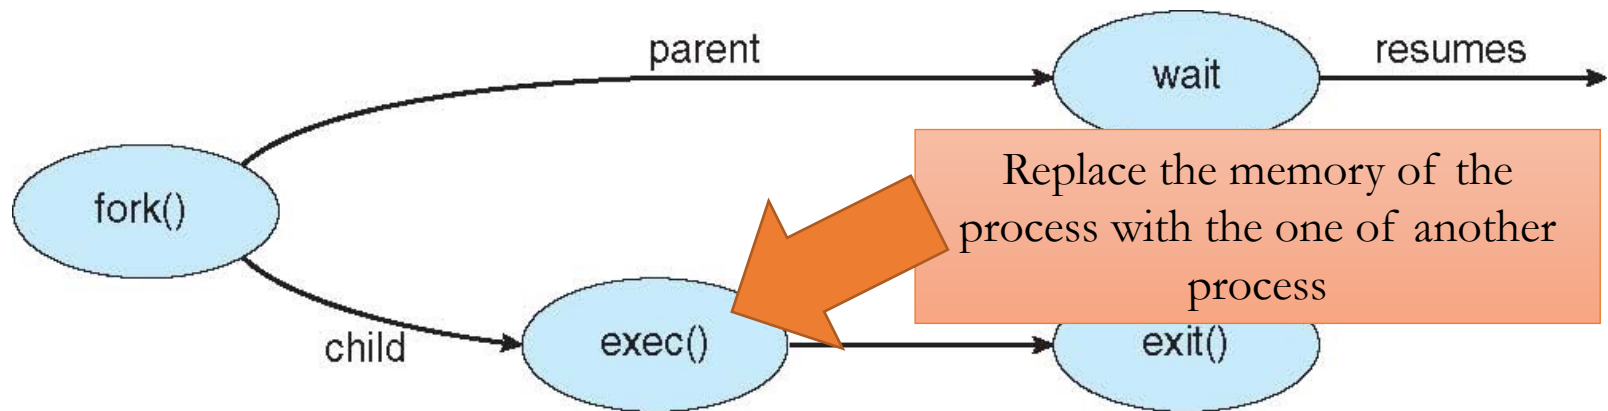 parent
wait
resumes
fork()
Replace the memory of the
process with the one of another
process
child
exec()
exit()